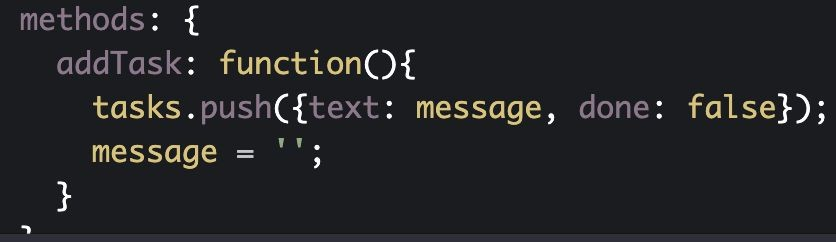 methods: {
addTask: function(){
tasks.push({text: message, done: false});
message = '';
}